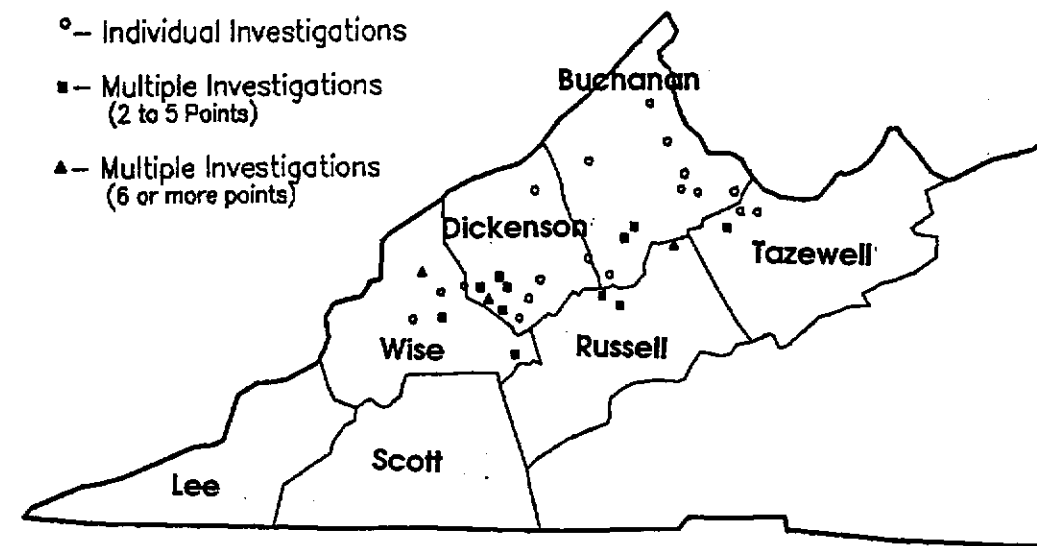 o – Individual Investigations
■ – Multiple Investigations
(2 to 5 Points)
▲ – Multiple Investigations
(6 or more points)
Buchanan
Dickenson
Tazewell
Wise
Russell
Scott
Lee